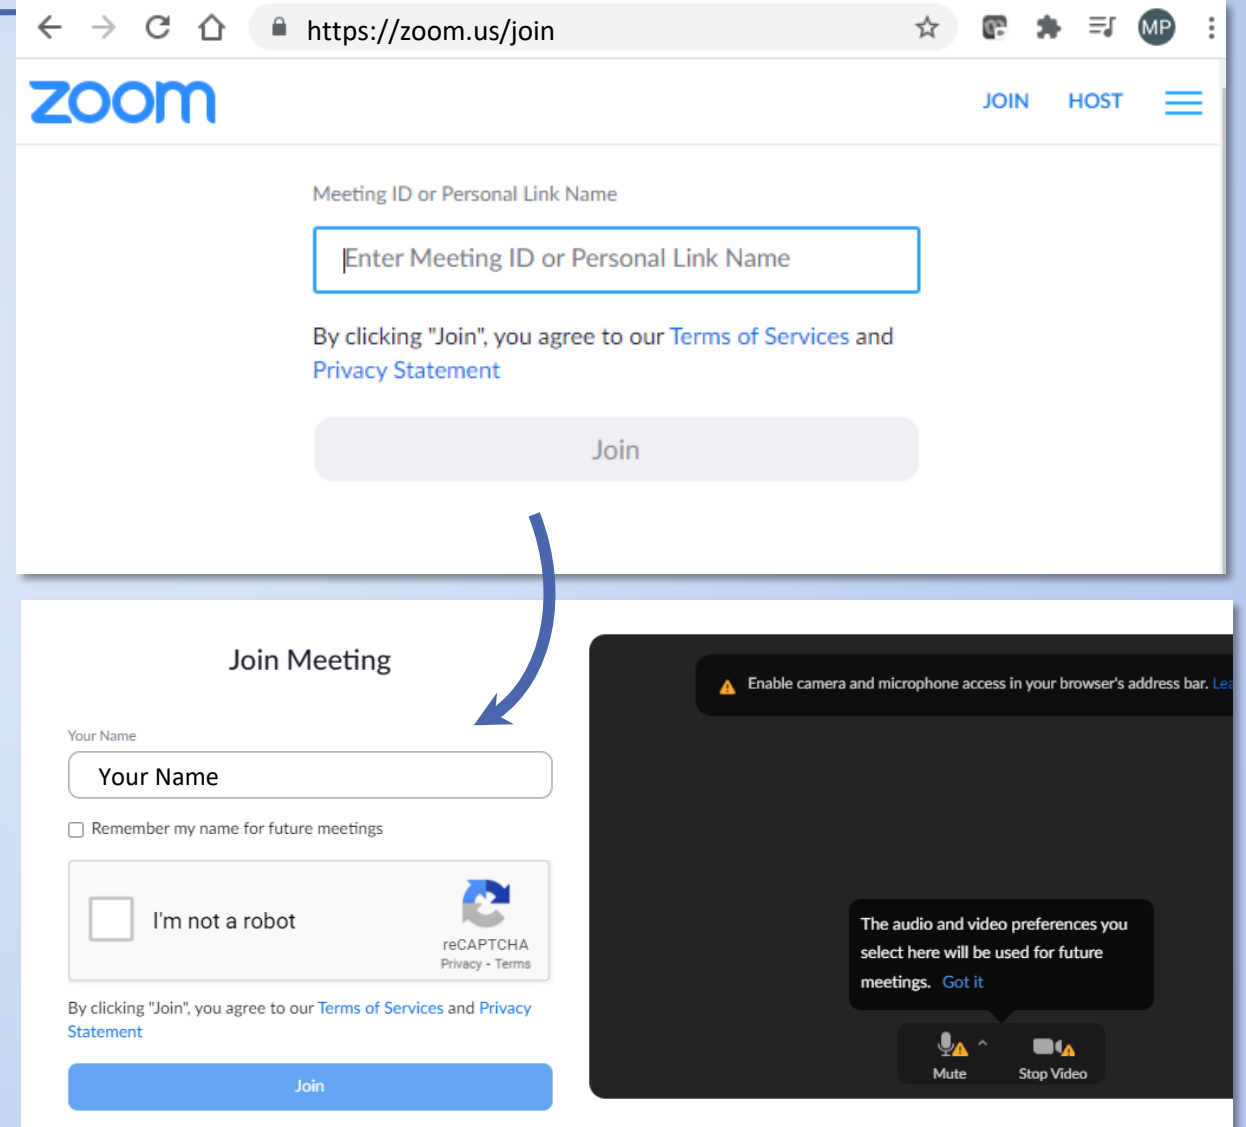 https://zoom.us/join
MP
zoom
JOIN HOST
Meeting ID or Personal Link Name
Enter Meeting ID or Personal Link Name
By clicking "Join", you agree to our Terms of Services and
Privacy Statement
Join
Join Meeting
Your Name
Your Name
Remember my name for future meetings
I'm not a robot
reCAPTCHA
Privacy - Terms
By clicking "Join", you agree to our Terms of Services and Privacy
Statement
Join
Enable camera and microphone access in your browser's address bar. Lea
The audio and video preferences you
select here will be used for future
meetings. Got it
Mute Stop Video